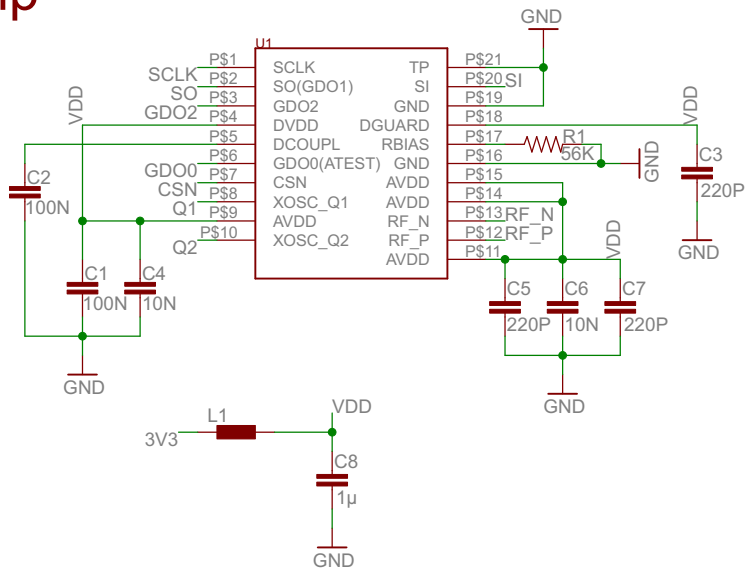 ip
GND
U1
P$1 SCLK TP P$21
SCLK P$2 SO(GDO1) SI P$20 SI
SO P$3 GDO2 GND P$19
GDO2 P$4 DVDD DGUARD P$18
VDD
VDD
P$5 DCOUPL RBIAS P$17 R1
56K
P$6 GDO0(ATEST) GND P$16
GND
GDO0 P$7 CSN AVDD P$15
CSN P$8 XOSC_Q1 AVDD P$14
Q1 P$9 AVDD RF_N P$13 RF_N
Q2 P$10 XOSC_Q2 RF_P P$12 RF_P
AVDD P$11
C2
100N
C3
220P
GND
VDD
C1 C4
100N 10N
GND
C5 C6 C7
220P 10N 220P
GND
L1 VDD
3V3
C8
1µ
GND